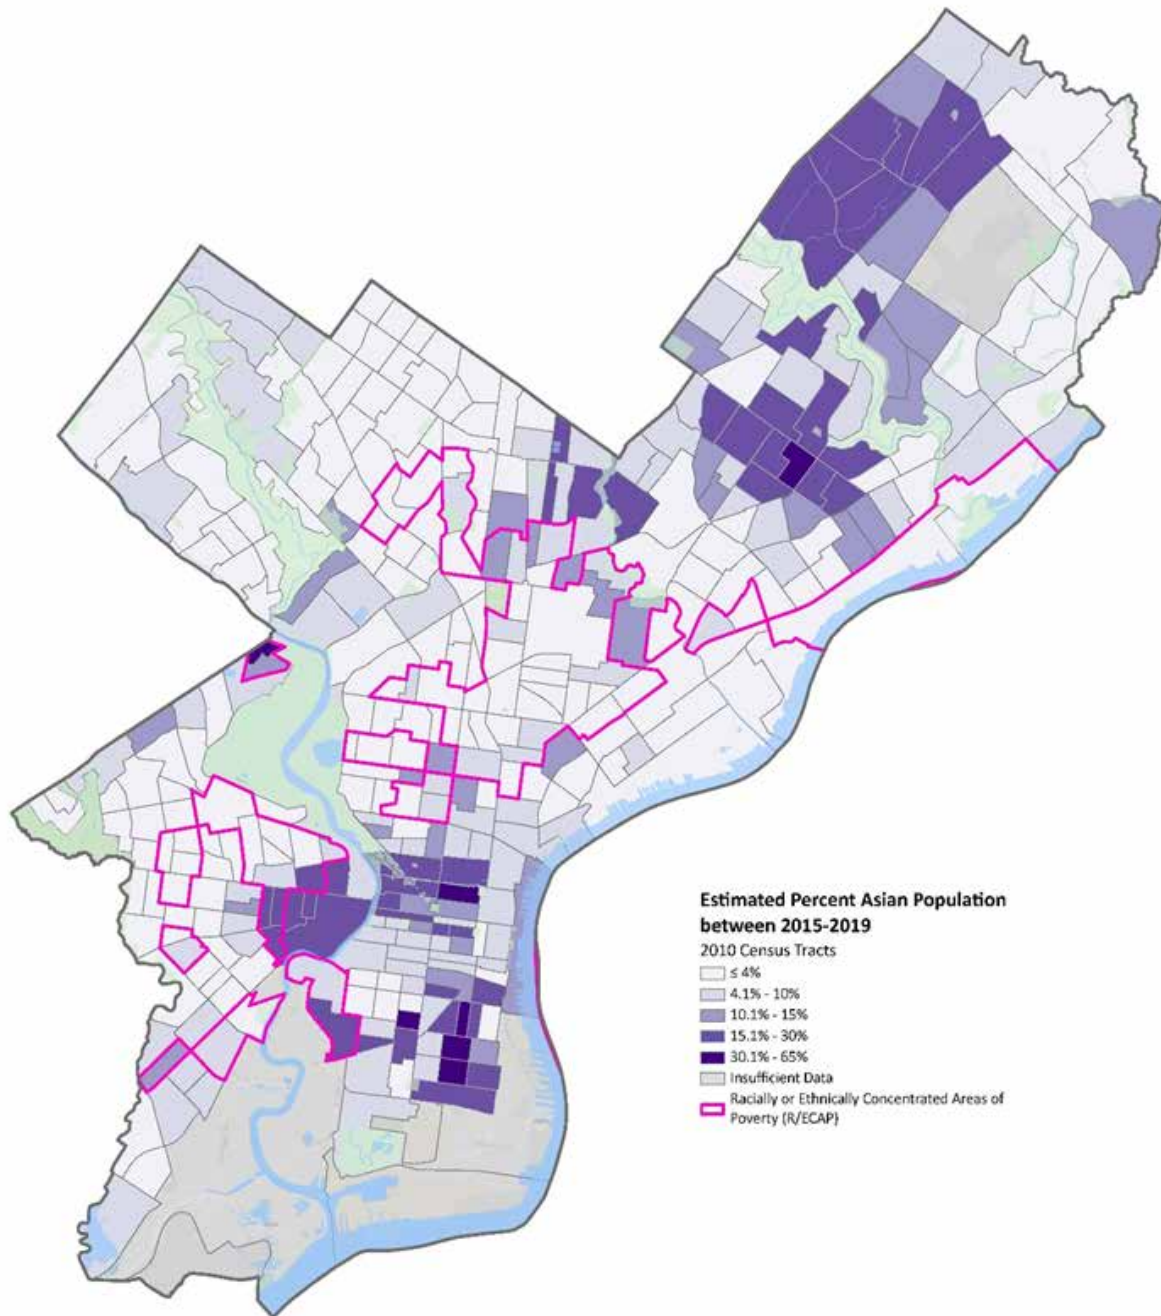 Estimated Percent Asian Population
between 2015-2019
2010 Census Tracts
≤ 4%
4.1% - 10%
10.1% - 15%
15.1% - 30%
30.1% - 65%
Insufficient Data
Racially or Ethnically Concentrated Areas of
Poverty (R/ECAP)